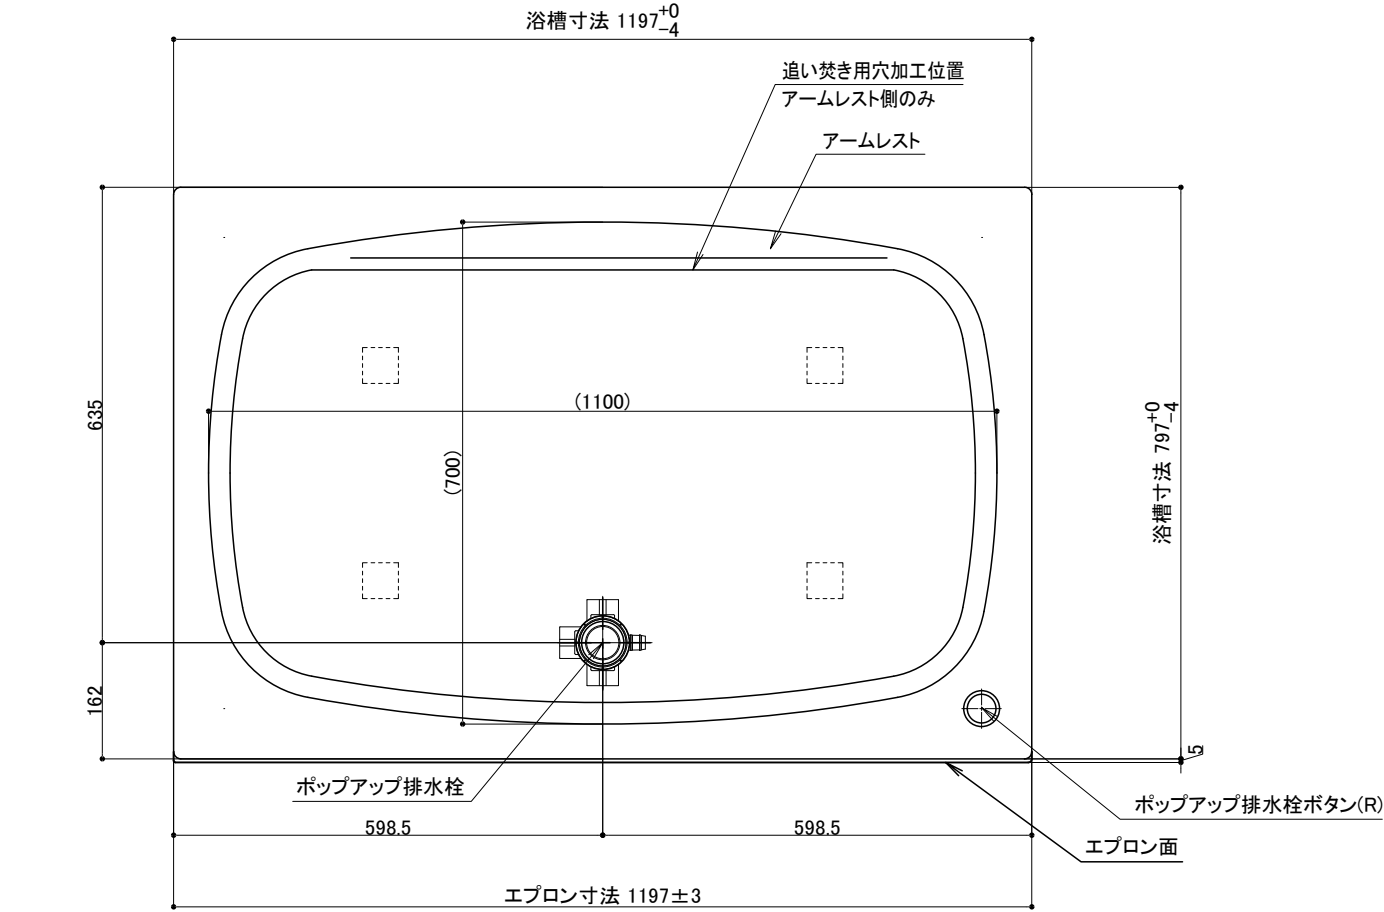 浴槽寸法 1197+0 -4
追い焚き用穴加工位置
アームレスト側のみ
アームレスト
(1100)
635
(700)
浴槽寸法 797+0 -4
162
5
ポップアップ排水栓
ポップアップ排水栓ボタン(R)
598.5
598.5
エプロン面
エプロン寸法 1197±3